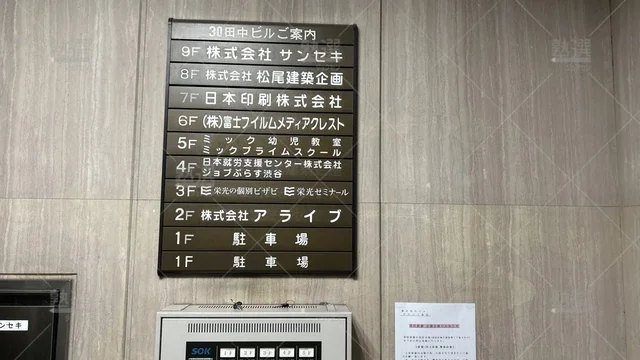 30田中ビルご案内
9F 株式会社 サンセキ
8F 株式会社 松尾建築企画
7F 日本印刷株式会社
6F (株)富士フイルムメディアクレスト
5F ミック幼児教室
ミックプライムスクール
4F 日本就労支援センター株式会社
ジョブぷらす渋谷
3F 栄光の個別ビザビ 栄光ゼミナール
2F 株式会社 アライブ
1F 駐車場
1F 駐車場
ンセキ
SOK